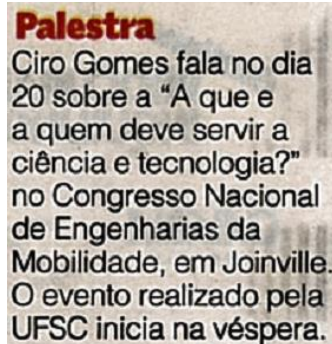 Palestra
Ciro Gomes fala no dia
20 sobre a “A que e
a quem deve servir a
ciência e tecnologia?”
no Congresso Nacional
de Engenharias da
Mobilidade, em Joinville.
O evento realizado pela
UFSC inicia na véspera.